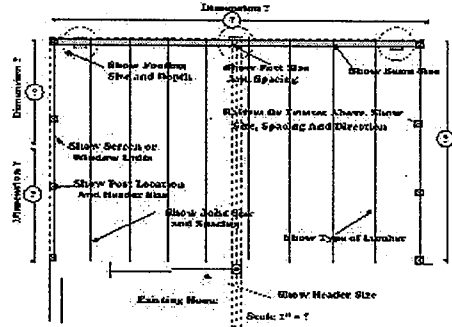 Dimension ?
?
Show Footing
Size and Depth
Show Post Size
And Spacing
Show Beam Size
Dimension ?
Rafters Or Trusses Above, Show
Size, Spacing And Direction
Show Screen or
Window Units
Show Post Location
And Header Size
Dimension ?
Show Joist Size
and Spacing
Show Type of Lumber
Existing House
Show Header Size
Scale 1" = ?